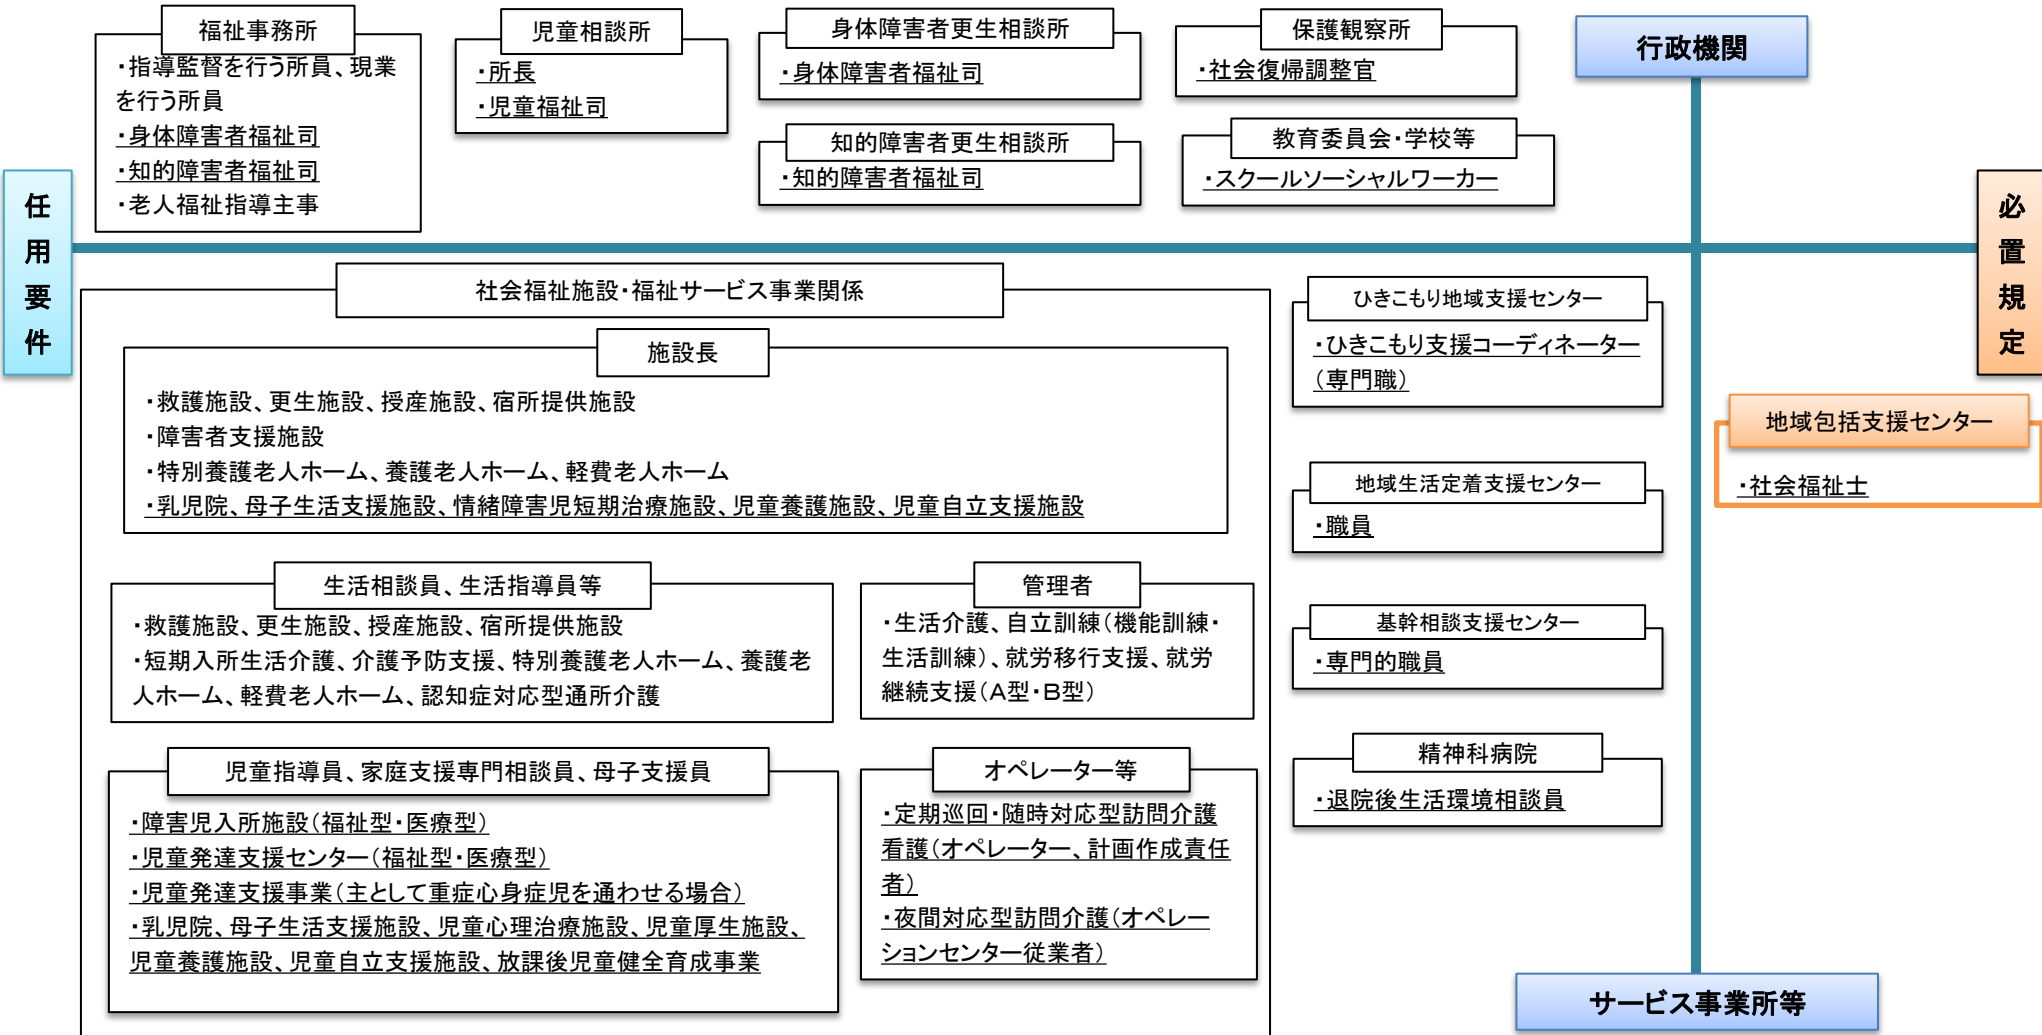 福祉事務所
・指導監督を行う所員、現業
を行う所員
・身体障害者福祉司
・知的障害者福祉司
・老人福祉指導主事
児童相談所
・所長
・児童福祉司
身体障害者更生相談所
・身体障害者福祉司
知的障害者更生相談所
・知的障害者福祉司
保護観察所
・社会復帰調整官
教育委員会・学校等
・スクールソーシャルワーカー
行政機関
任
用
要
件
必
置
規
定
社会福祉施設・福祉サービス事業関係
施設長
・救護施設、更生施設、授産施設、宿所提供施設
・障害者支援施設
・特別養護老人ホーム、養護老人ホーム、軽費老人ホーム
・乳児院、母子生活支援施設、情緒障害児短期治療施設、児童養護施設、児童自立支援施設
生活相談員、生活指導員等
・救護施設、更生施設、授産施設、宿所提供施設
・短期入所生活介護、介護予防支援、特別養護老人ホーム、養護老
人ホーム、軽費老人ホーム、認知症対応型通所介護
管理者
・生活介護、自立訓練(機能訓練・
生活訓練)、就労移行支援、就労
継続支援(A型・B型)
児童指導員、家庭支援専門相談員、母子支援員
・障害児入所施設(福祉型・医療型)
・児童発達支援センター(福祉型・医療型)
・児童発達支援事業(主として重症心身症児を通わせる場合)
・乳児院、母子生活支援施設、児童心理治療施設、児童厚生施設、
児童養護施設、児童自立支援施設、放課後児童健全育成事業
オペレーター等
・定期巡回・随時対応型訪問介護
看護(オペレーター、計画作成責任
者)
・夜間対応型訪問介護(オペレー
ションセンター従業者)
ひきこもり地域支援センター
・ひきこもり支援コーディネーター
(専門職)
地域生活定着支援センター
・職員
基幹相談支援センター
・専門的職員
精神科病院
・退院後生活環境相談員
地域包括支援センター
・社会福祉士
サービス事業所等